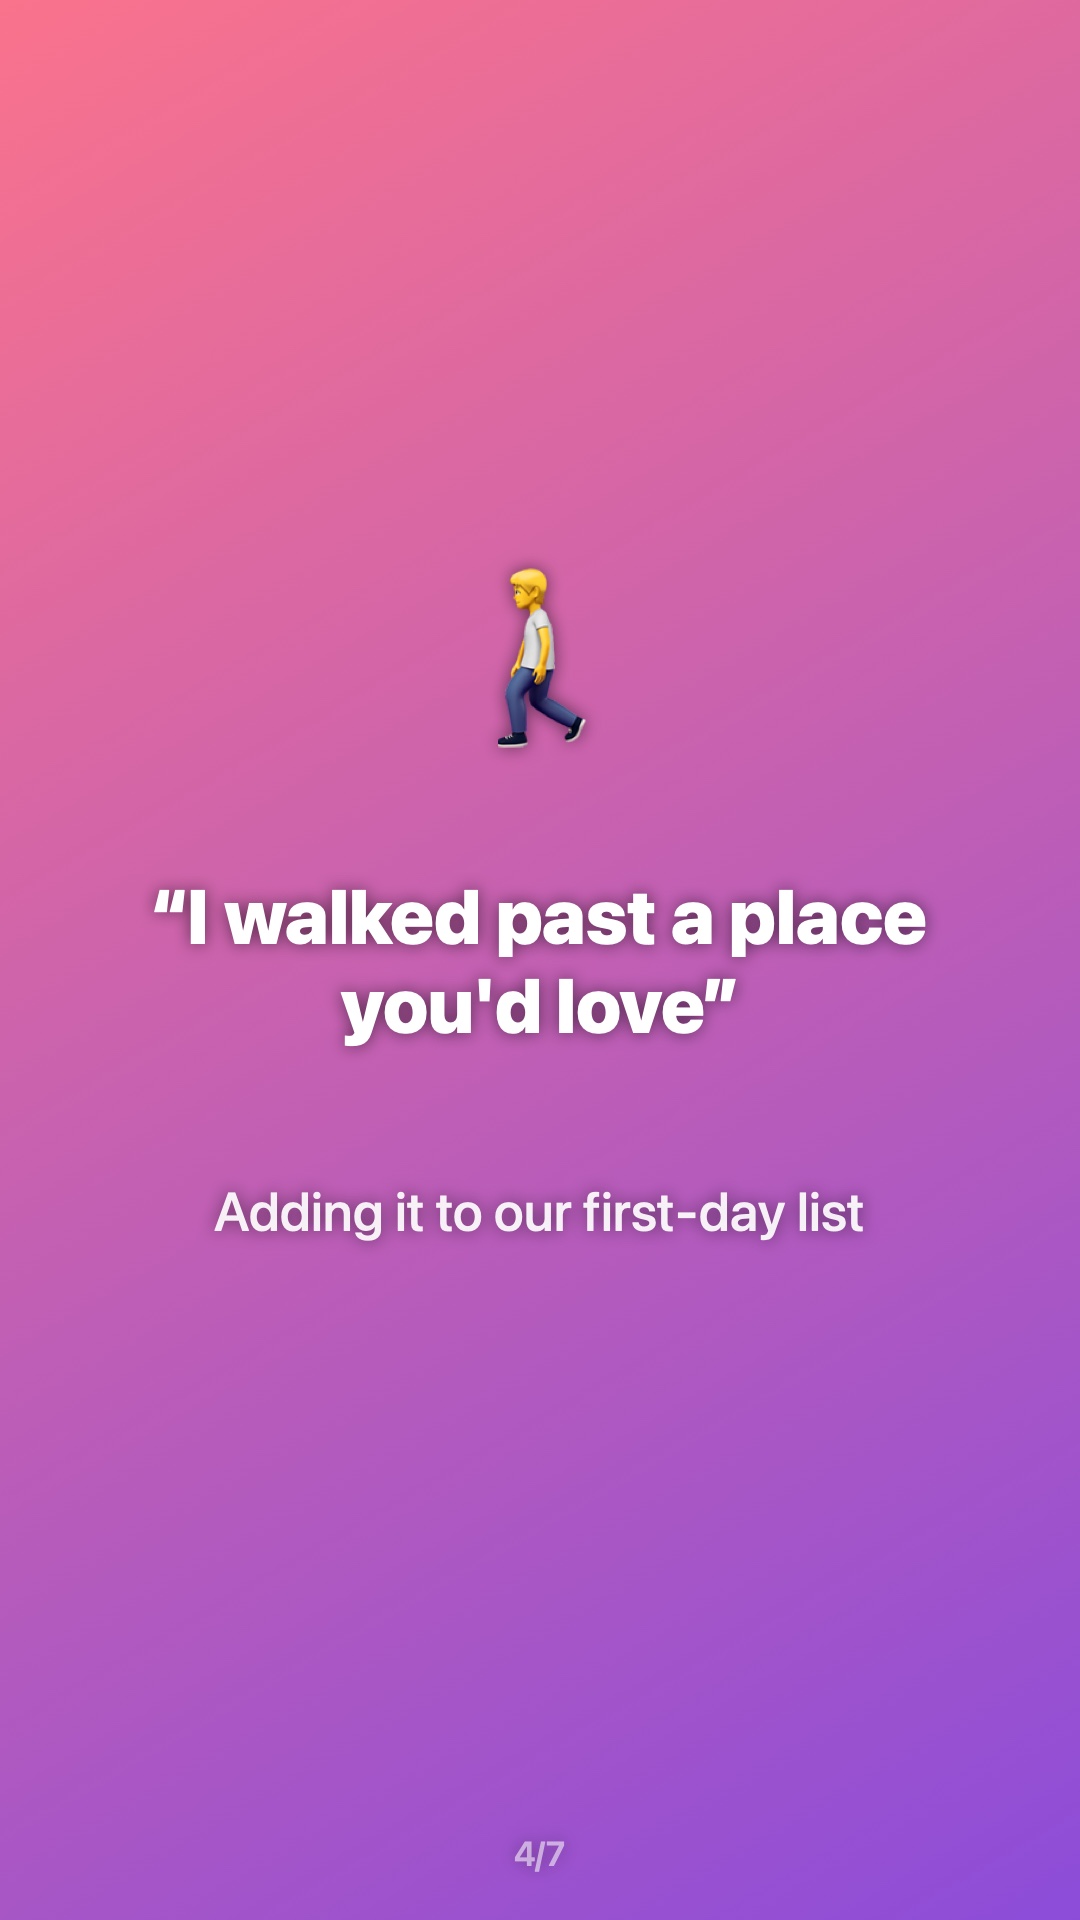 “I walked past a place
you'd love”
Adding it to our first-day list
4/7